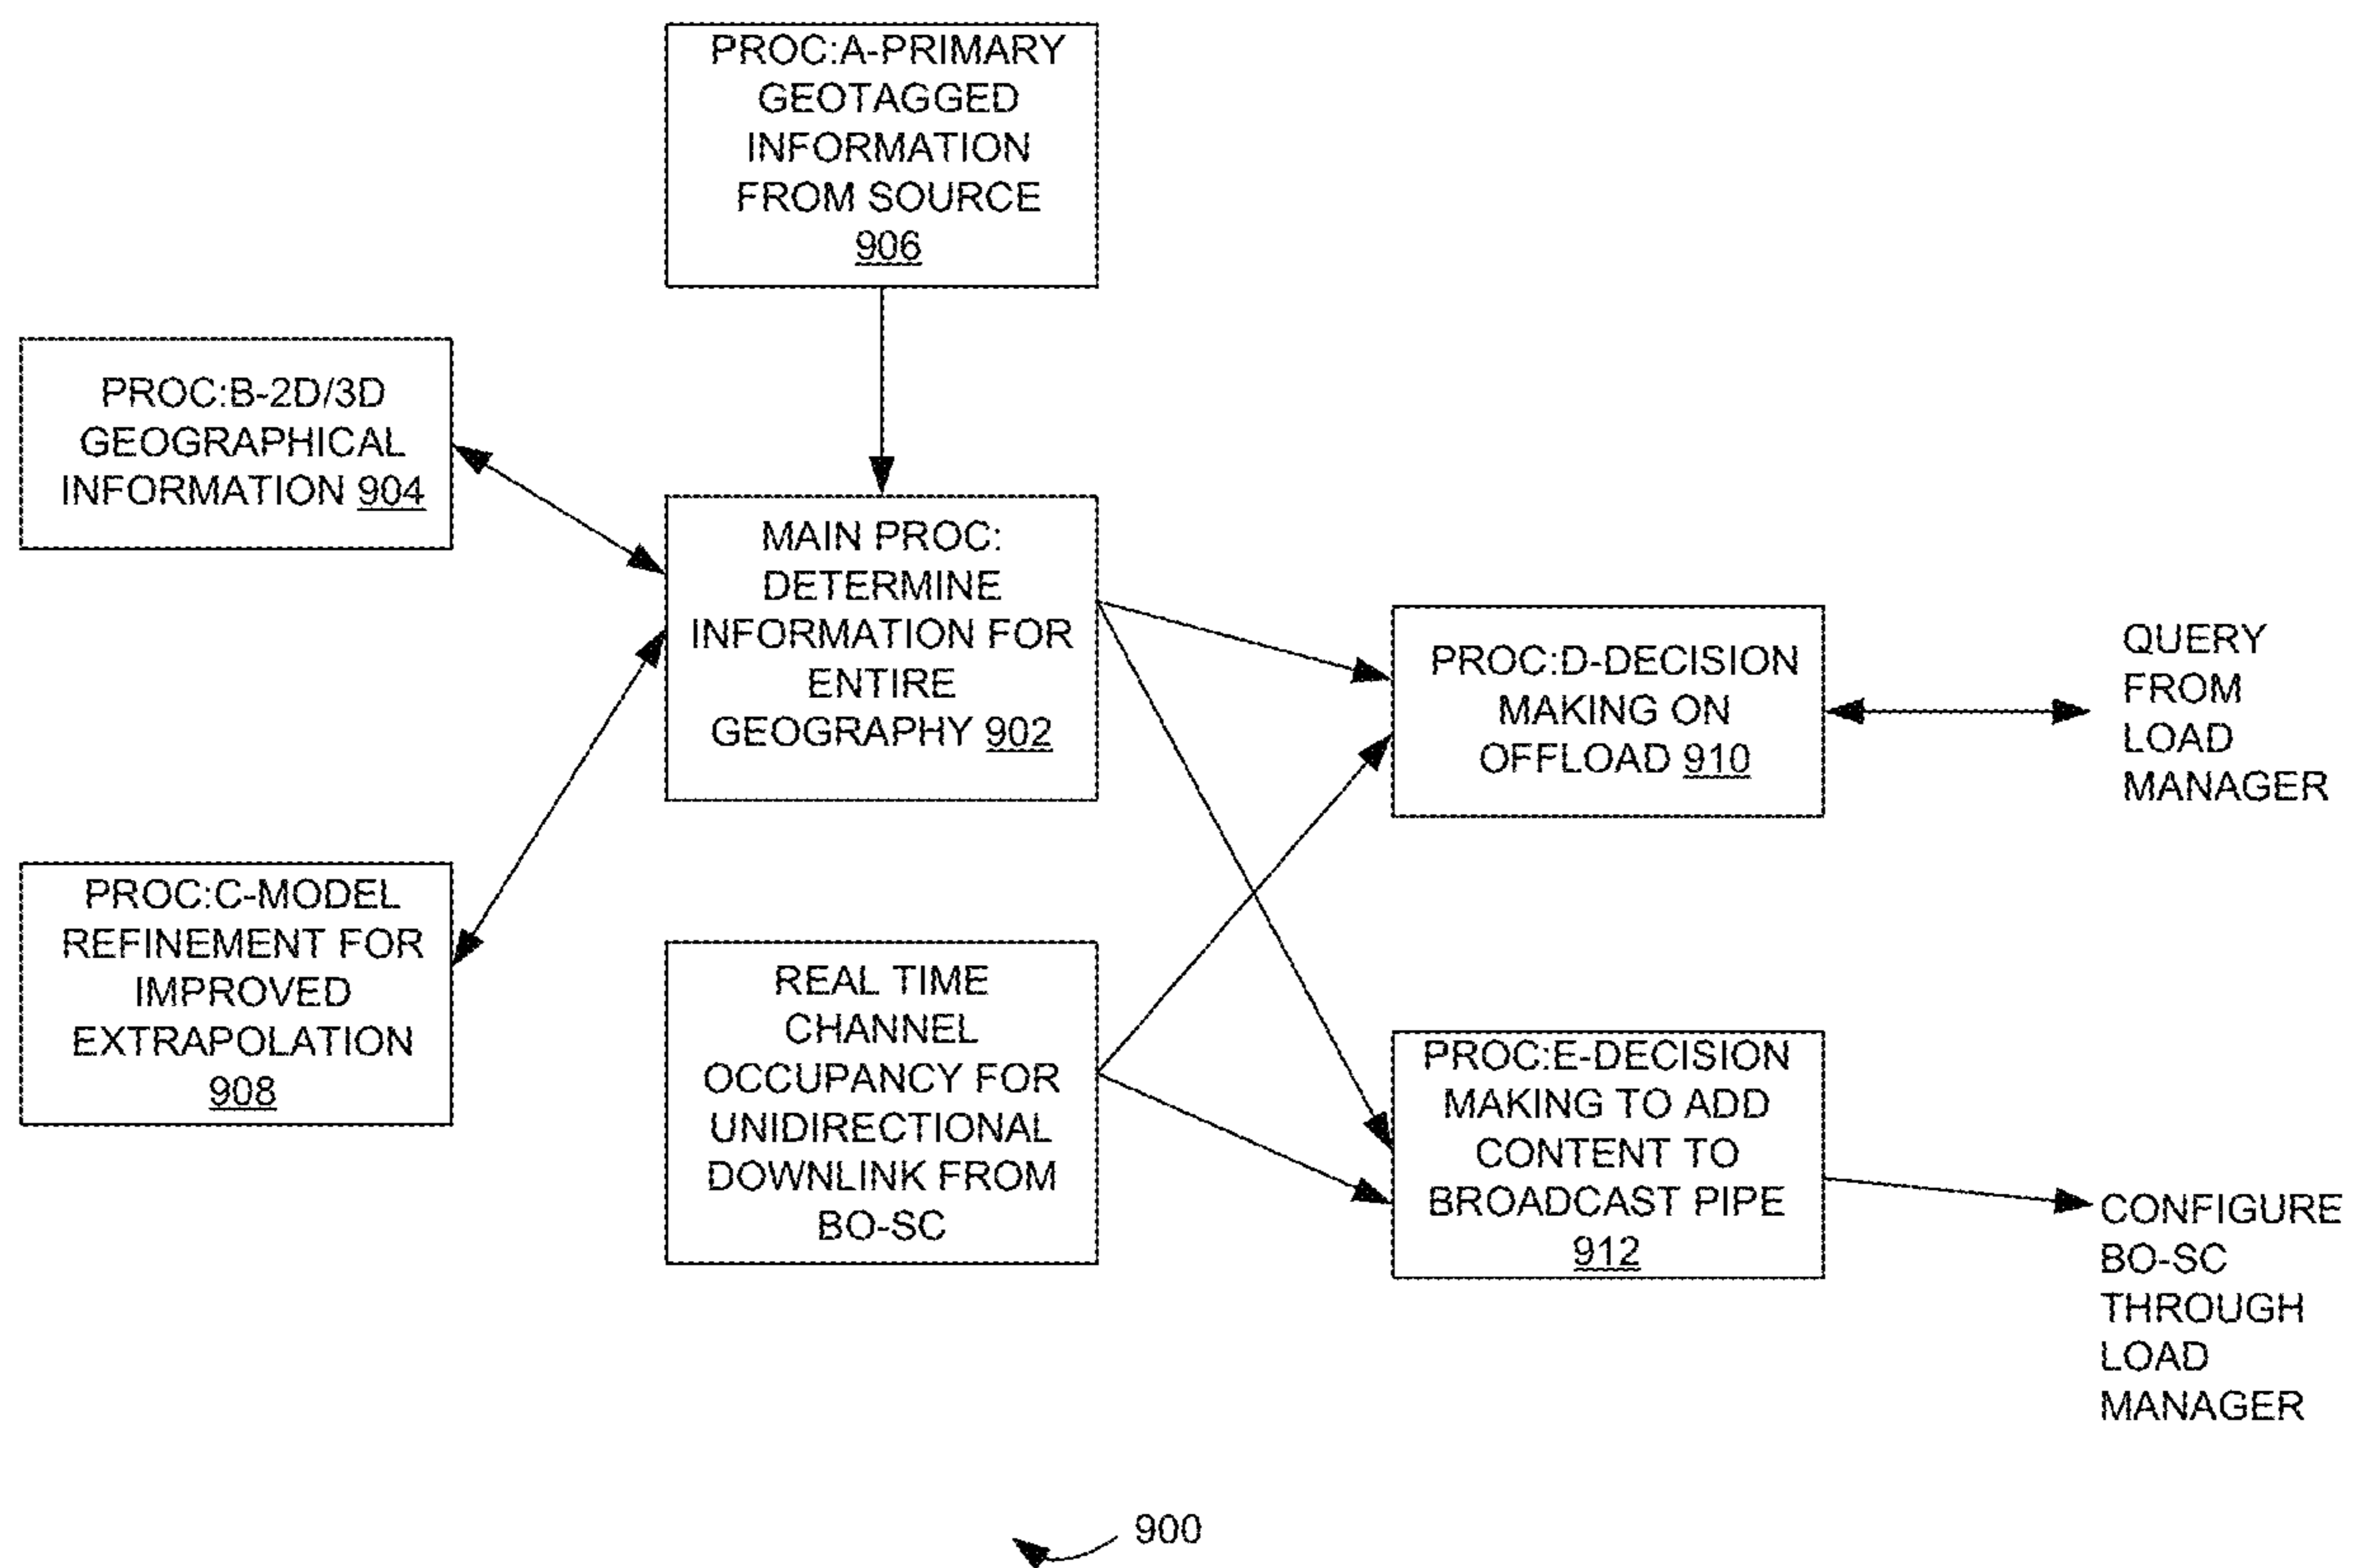 PROC:A-PRIMARY
GEOTAGGED
INFORMATION
FROM SOURCE
906
PROC:B-2D/3D
GEOGRAPHICAL
INFORMATION 904
MAIN PROC:
DETERMINE
INFORMATION FOR
ENTIRE
GEOGRAPHY 902
PROC:D-DECISION
MAKING ON
OFFLOAD 910
QUERY
FROM
LOAD
MANAGER
PROC:C-MODEL
REFINEMENT FOR
IMPROVED
EXTRAPOLATION
908
REAL TIME
CHANNEL
OCCUPANCY FOR
UNIDIRECTIONAL
DOWNLINK FROM
BO-SC
PROC:E-DECISION
MAKING TO ADD
CONTENT TO
BROADCAST PIPE
912
CONFIGURE
BO-SC
THROUGH
LOAD
MANAGER
900